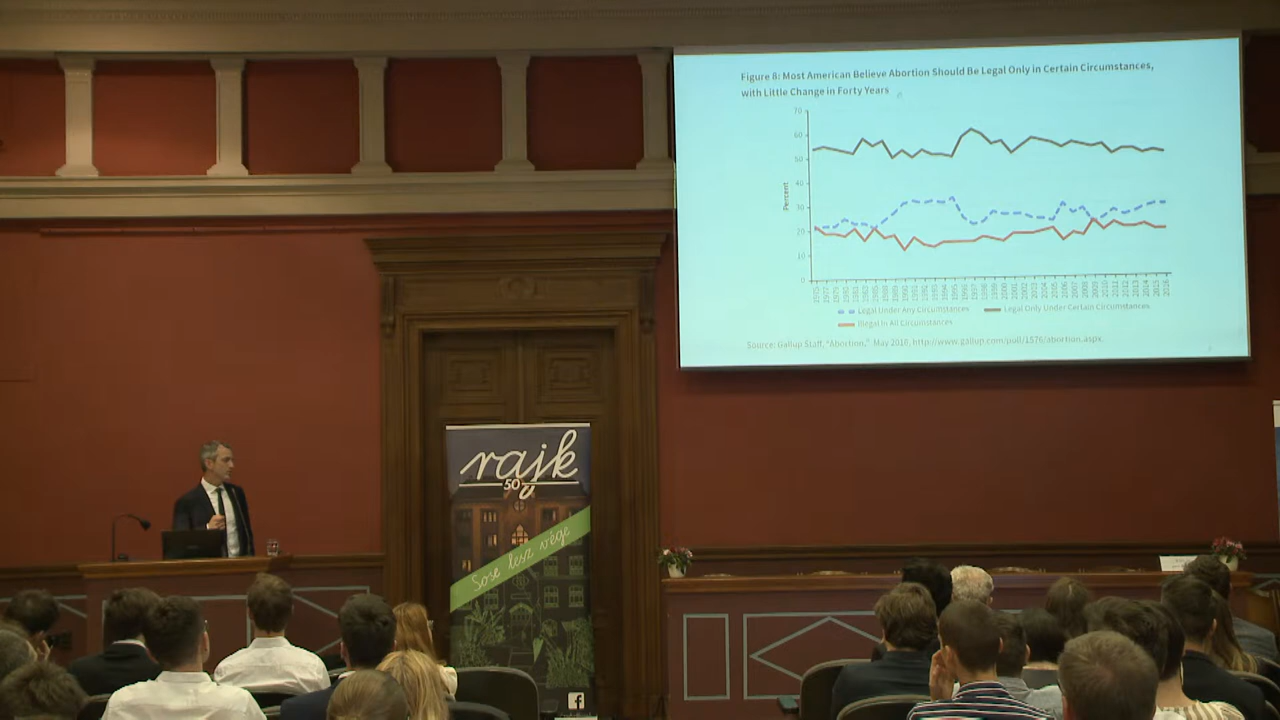 Figure 8: Most American Believe Abortion Should Be Legal Only in Certain Circumstances,
with Little Change in Forty Years
70
60
50
40
30
20
10
0
Percent
Legal Under Any Circumstances
Legal Only Under Certain Circumstances
Illegal in All Circumstances
Source: Gallup Staff, "Abortion," May 2016, http://www.gallup.com/poll/1576/abortion.aspx.
rajk
50
Sose lesz vége
f